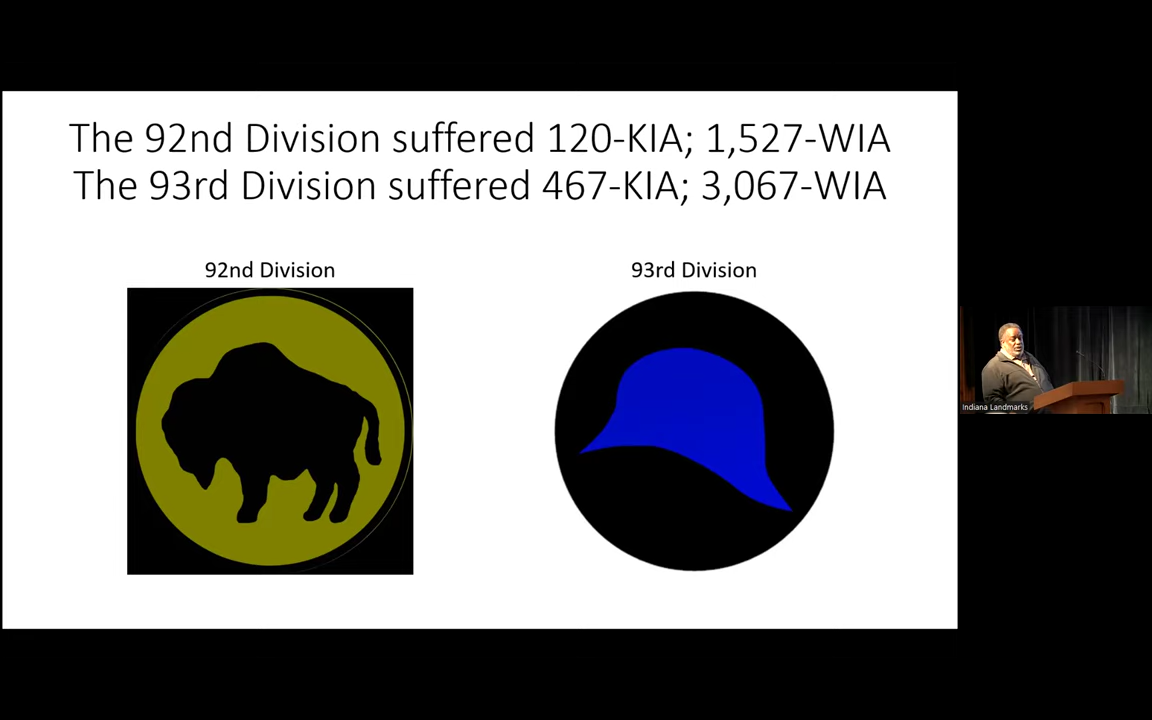 The 92nd Division suffered 120-KIA; 1,527-WIA
The 93rd Division suffered 467-KIA; 3,067-WIA
92nd Division
93rd Division
Indiana Landmarks